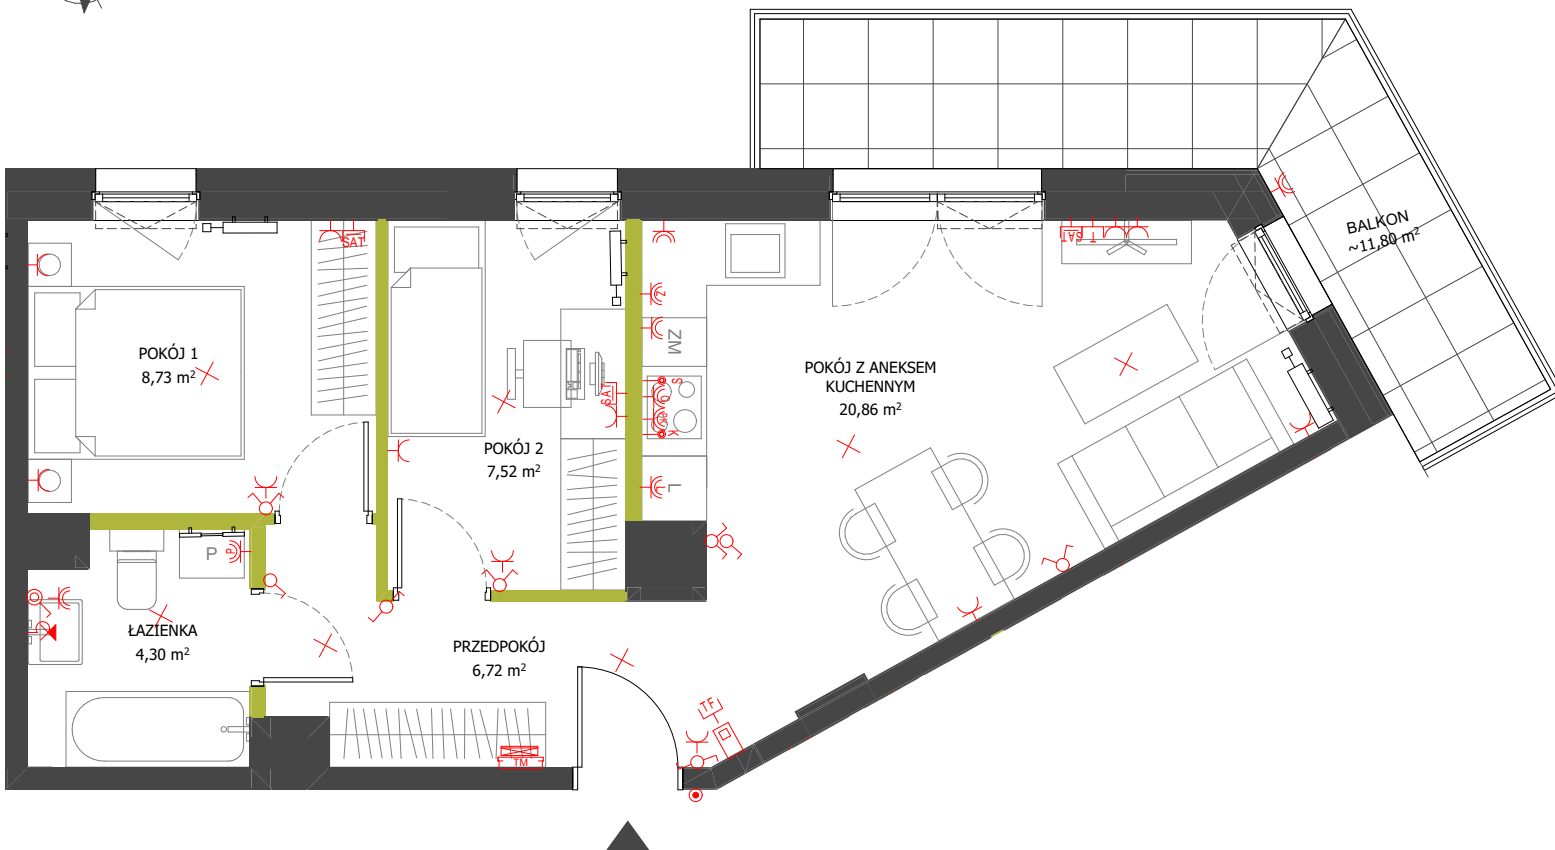 BALKON
~11,80 m²
SAT
SAT
T
POKÓJ 1
8,73 m²
Z
ZM
POKÓJ Z ANEKSEM
KUCHENNYM
20,86 m²
SAT
S
O
K
POKÓJ 2
7,52 m²
L
P
P
ŁAZIENKA
4,30 m²
PRZEDPOKÓJ
6,72 m²
TF
TM